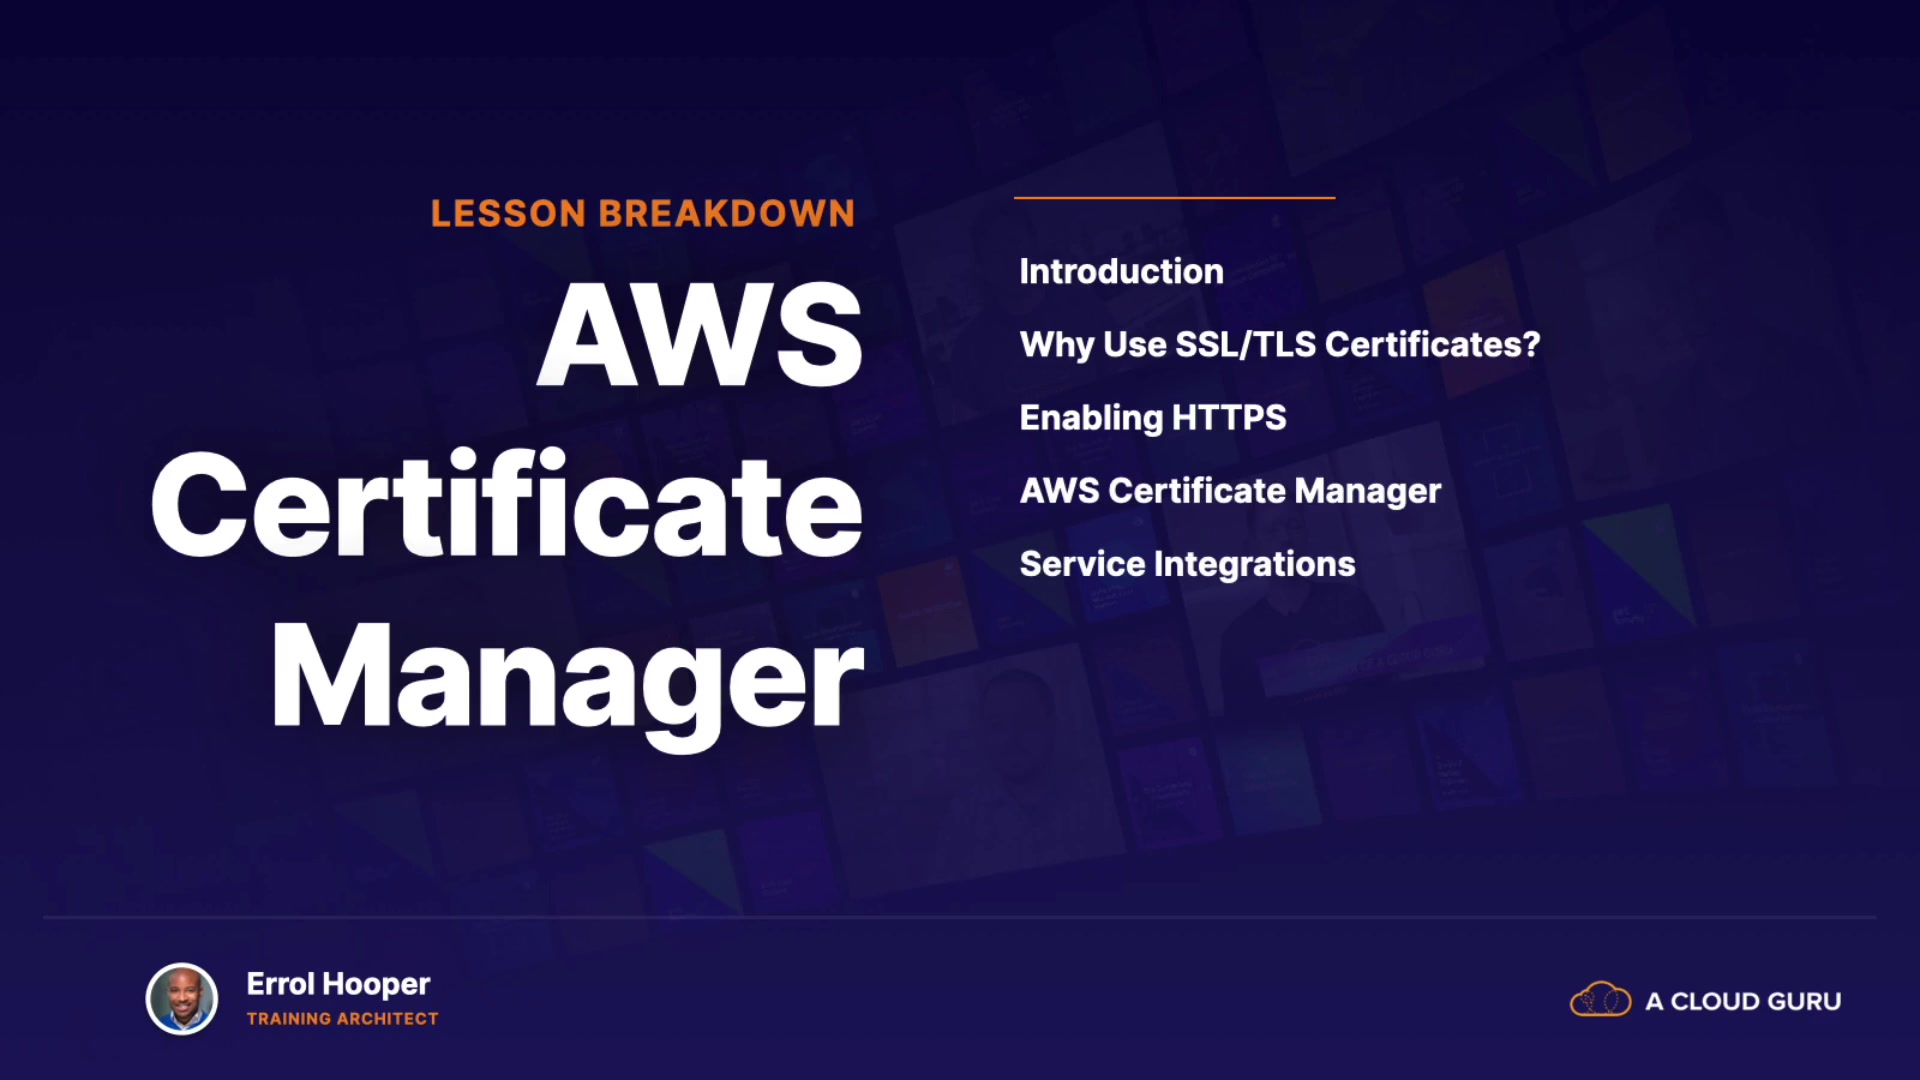 LESSON BREAKDOWN
AWS
Certificate
Manager
Introduction
Why Use SSL/TLS Certificates?
Enabling HTTPS
AWS Certificate Manager
Service Integrations
Errol Hooper
TRAINING ARCHITECT
A CLOUD GURU